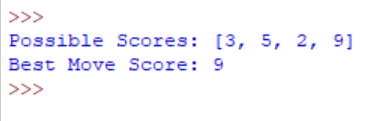 >>>
Possible Scores: [3, 5, 2, 9]
Best Move Score: 9
>>>